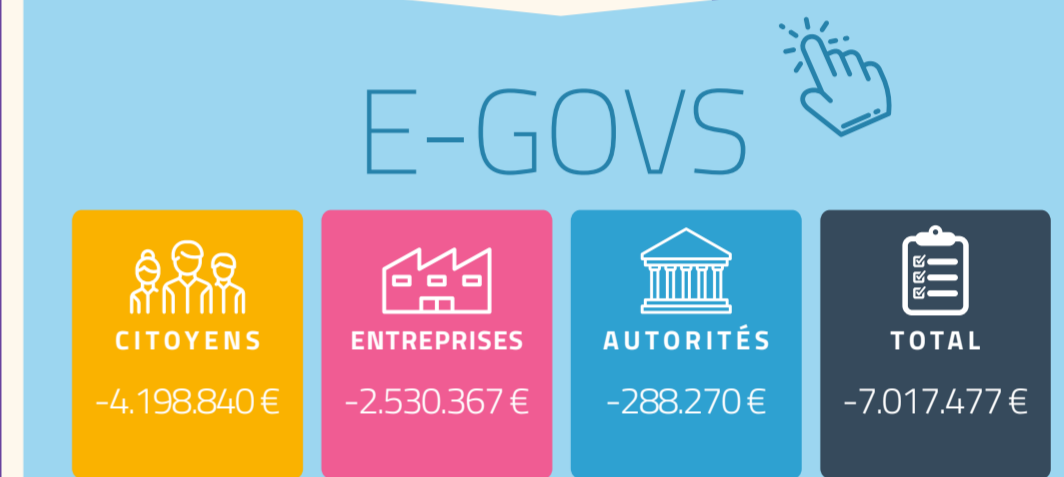 E-GOVS
CITOYENS
-4.198.840 €
ENTREPRISES
-2.530.367 €
AUTORITÉS
-288.270 €
TOTAL
-7.017.477 €